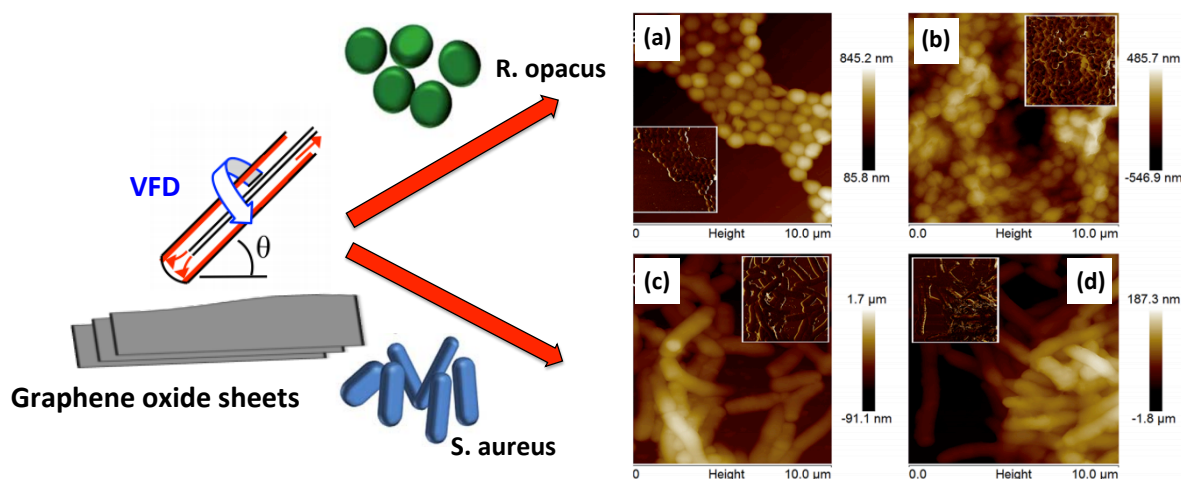 R. opacus
VFD
θ
Graphene oxide sheets
S. aureus
(a)
845.2 nm
85.8 nm
0.0 Height 10.0 µm
(b)
485.7 nm
-546.9 nm
0.0 Height 10.0 µm
(c)
1.7 µm
-91.1 nm
0.0 Height 10.0 µm
(d)
187.3 nm
-1.8 µm
0.0 Height 10.0 µm